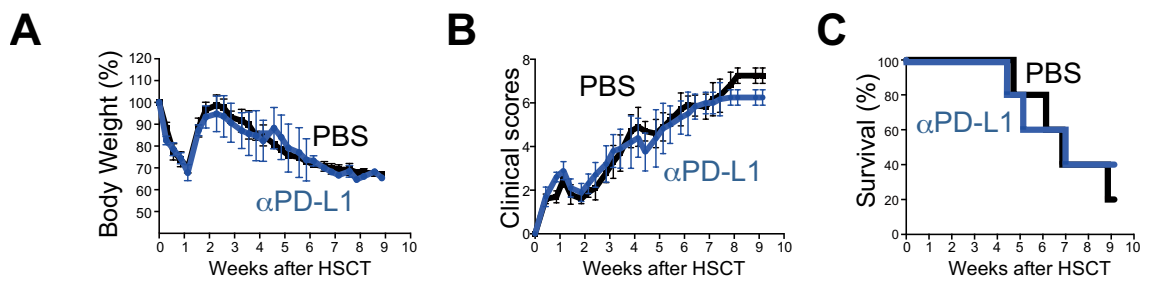 A
Body Weight (%)
120
110
100
90
80
70
60
50
0 1 2 3 4 5 6 7 8 9 10
Weeks after HSCT
PBS
αPD-L1
B
Clinical scores
8
6
4
2
0
0 1 2 3 4 5 6 7 8 9 10
Weeks after HSCT
PBS
αPD-L1
C
Survival (%)
100
80
60
40
20
0
0 1 2 3 4 5 6 7 8 9 10
Weeks after HSCT
PBS
αPD-L1